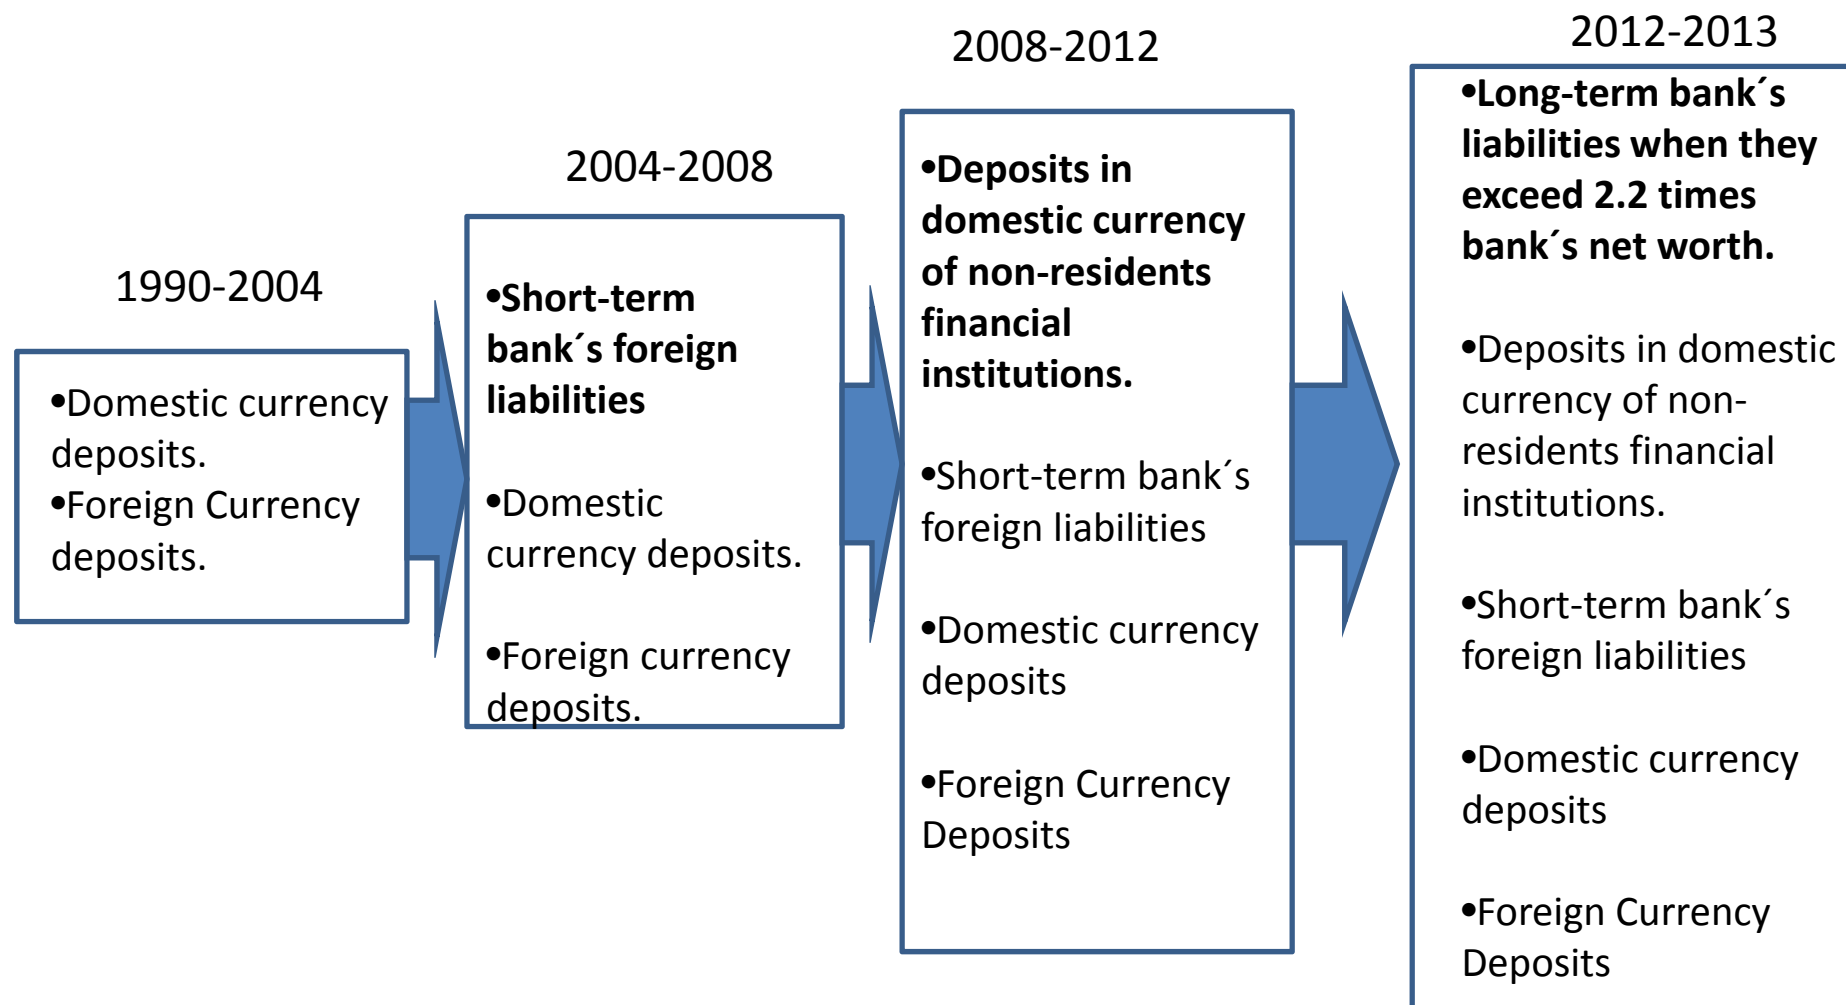 1990-2004
•Domestic currency
deposits.
•Foreign Currency
deposits.
2004-2008
•Short-term
bank´s foreign
liabilities
•Domestic
currency deposits.
•Foreign currency
deposits.
2008-2012
•Deposits in
domestic currency
of non-residents
financial
institutions.
•Short-term bank´s
foreign liabilities
•Domestic currency
deposits
•Foreign Currency
Deposits
2012-2013
•Long-term bank´s
liabilities when they
exceed 2.2 times
bank´s net worth.
•Deposits in domestic
currency of non-
residents financial
institutions.
•Short-term bank´s
foreign liabilities
•Domestic currency
deposits
•Foreign Currency
Deposits